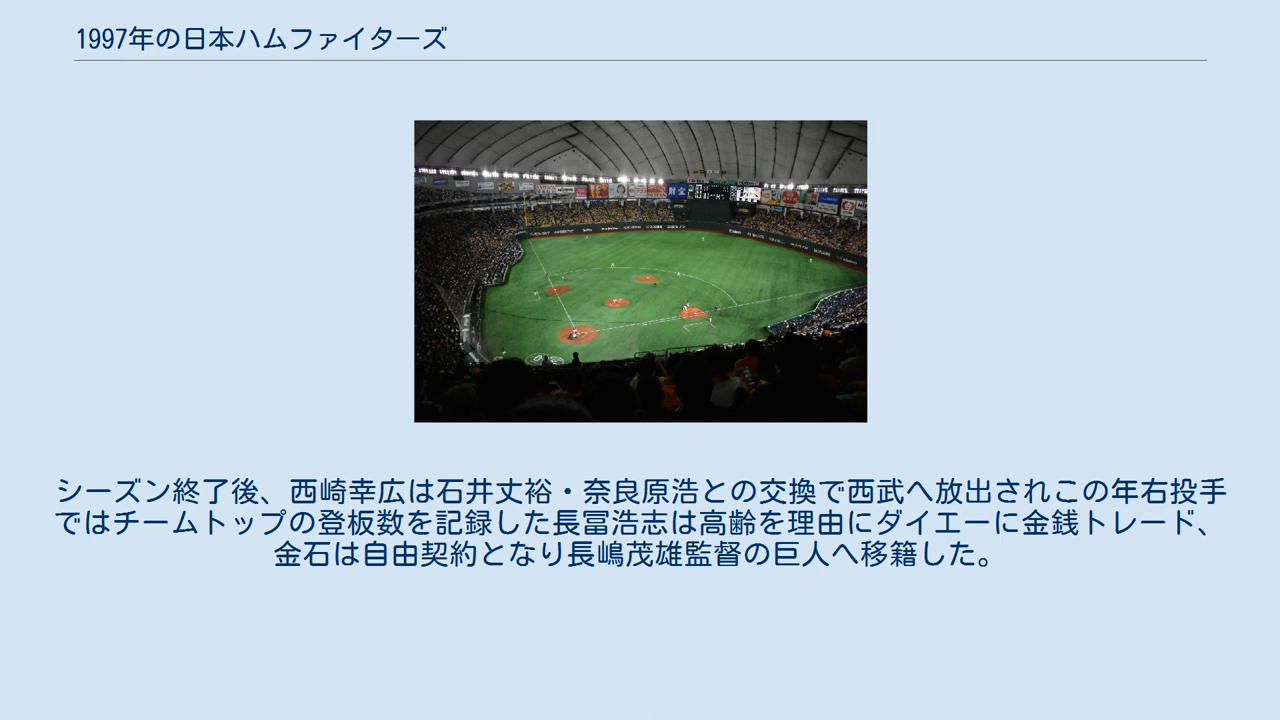 1997年の日本ハムファイターズ
財宝
シーズン終了後、西崎幸広は石井丈裕・奈良原浩との交換で西武へ放出されこの年右投手
ではチームトップの登板数を記録した長冨浩志は高齢を理由にダイエーに金銭トレード、
金石は自由契約となり長嶋茂雄監督の巨人へ移籍した。